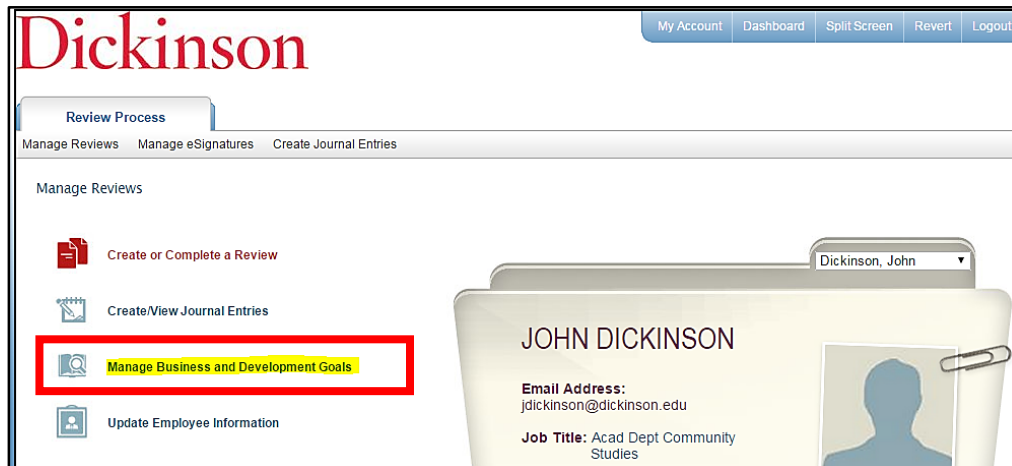 Dickinson
My Account Dashboard Split Screen Revert Logout
Review Process
Manage Reviews Manage eSignatures Create Journal Entries
Manage Reviews
Create or Complete a Review
Dickinson, John
Create/View Journal Entries
JOHN DICKINSON
Manage Business and Development Goals
Email Address:
jdickinson@dickinson.edu
Update Employee Information
Job Title: Acad Dept Community
Studies